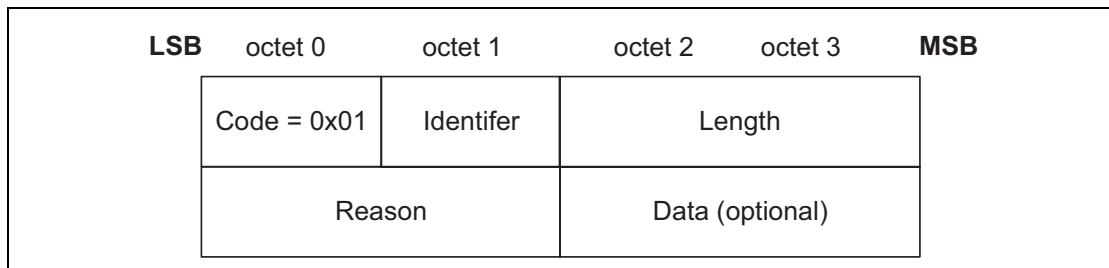 LSB octet 0 octet 1 octet 2 octet 3 MSB
Code = 0x01 Identifer Length
Reason Data (optional)